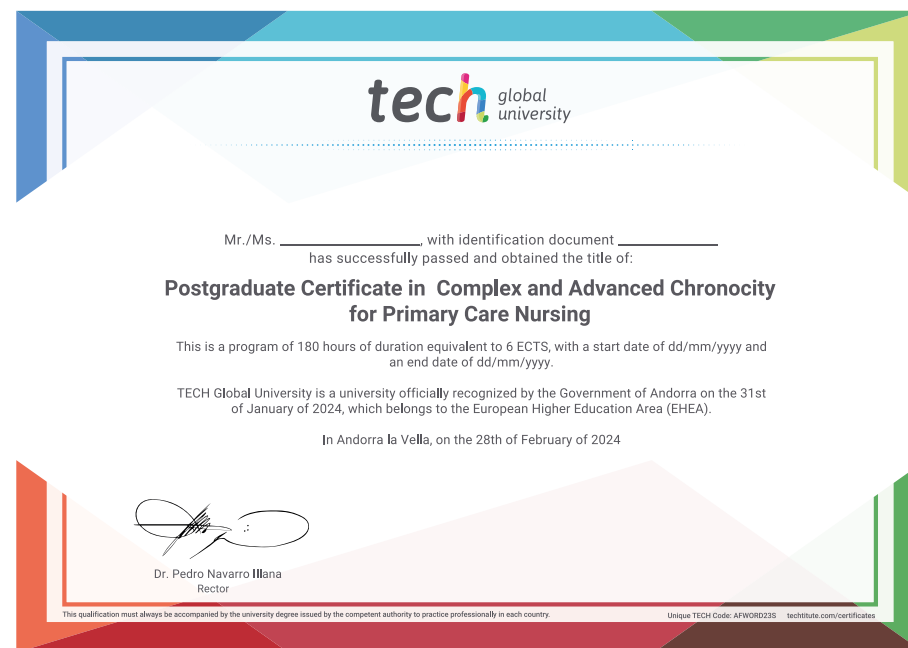 tech global university
Mr./Ms. ____________, with identification document ____________
has successfully passed and obtained the title of:
Postgraduate Certificate in Complex and Advanced Chronocity
for Primary Care Nursing
This is a program of 180 hours of duration equivalent to 6 ECTS, with a start date of dd/mm/yyyy and
an end date of dd/mm/yyyy.
TECH Global University is a university officially recognized by the Government of Andorra on the 31st
of January of 2024, which belongs to the European Higher Education Area (EHEA).
In Andorra la Vella, on the 28th of February of 2024
Dr. Pedro Navarro Illana
Rector
This qualification must always be accompanied by the university degree issued by the competent authority to practice professionally in each country.
Unique TECH Code: AFWORD23S techtitute.com/certificates